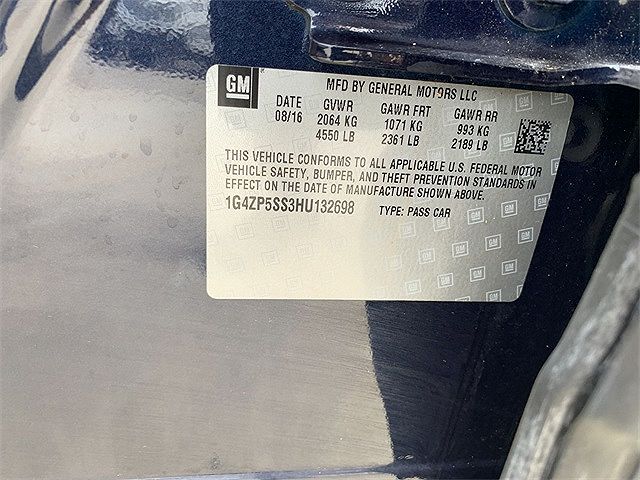 GM
MFD BY GENERAL MOTORS LLC
DATE GVWR GAWR FRT GAWR RR
08/16 2064 KG 1071 KG 993 KG
4550 LB 2361 LB 2189 LB
THIS VEHICLE CONFORMS TO ALL APPLICABLE U.S. FEDERAL MOTOR
VEHICLE SAFETY, BUMPER, AND THEFT PREVENTION STANDARDS IN
EFFECT ON THE DATE OF MANUFACTURE SHOWN ABOVE.
1G4ZP5SS3HU132698 TYPE: PASS CAR